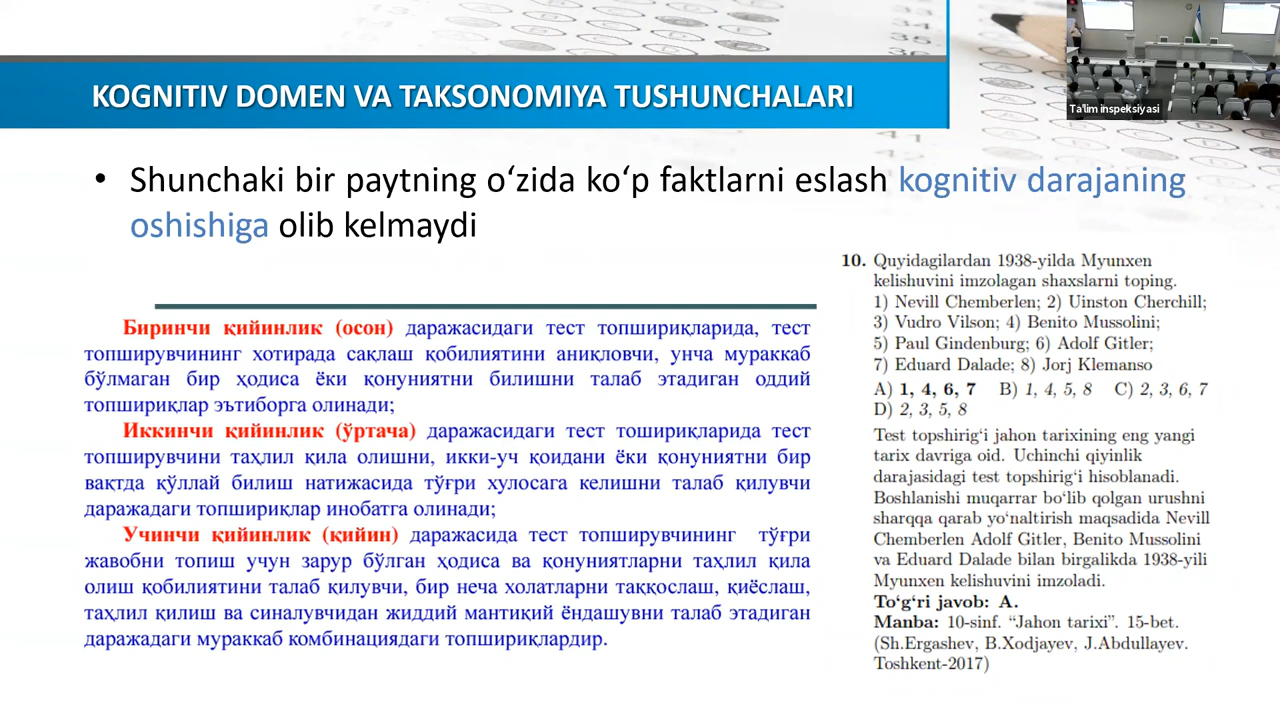 KOGNITIV DOMEN VA TAKSONOMIYA TUSHUNCHALARI
Ta'lim inspeksiyasi
• Shunchaki bir paytning o‘zida ko‘p faktlarni eslash kognitiv darajaning
oshishiga olib kelmaydi
Биринчи қийинлик (осон) даражасидаги тест топшириқларида, тест
топширувчининг хотирада сақлаш қобилиятини аниқловчи, унча мураккаб
бўлмаган бир ҳодиса ёки қонуниятни билишни талаб этадиган оддий
топшириқлар эътиборга олинади;
Иккинчи қийинлик (ўртача) даражасидаги тест тошириқларида тест
топширувчини таҳлил қила олишни, икки-уч қоидани ёки қонуниятни бир
вақтда қўллай билиш натижасида тўғри хулосага келишни талаб қилувчи
даражадаги топшириқлар инобатга олинади;
Учинчи қийинлик (қийин) даражасида тест топширувчининг тўғри
жавобни топиш учун зарур бўлган ҳодиса ва қонуниятларни таҳлил қила
олиш қобилиятини талаб қилувчи, бир неча холатларни таққослаш, қиёслаш,
таҳлил қилиш ва синалувчидан жиддий мантиқий ёндашувни талаб этадиган
даражадаги мураккаб комбинациядаги топшириқлардир.
10. Quyidagilardan 1938-yilda Myunxen
kelishuvini imzolagan shaxslarni toping.
1) Nevill Chemberlen; 2) Uinston Cherchill;
3) Vudro Vilson; 4) Benito Mussolini;
5) Paul Gindenburg; 6) Adolf Gitler;
7) Eduard Dalade; 8) Jorj Klemanso
A) 1, 4, 6, 7 B) 1, 4, 5, 8 C) 2, 3, 6, 7
D) 2, 3, 5, 8
Test topshirig‘i jahon tarixining eng yangi
tarix davriga oid. Uchinchi qiyinlik
darajasidagi test topshirig‘i hisoblanadi.
Boshlanishi muqarrar bo‘lib qolgan urushni
sharqqa qarab yo‘naltirish maqsadida Nevill
Chemberlen Adolf Gitler, Benito Mussolini
va Eduard Dalade bilan birgalikda 1938-yili
Myunxen kelishuvini imzoladi.
To‘g‘ri javob: A.
Manba: 10-sinf. “Jahon tarixi”. 15-bet.
(Sh.Ergashev, B.Xodjayev, J.Abdullayev.
Toshkent-2017)